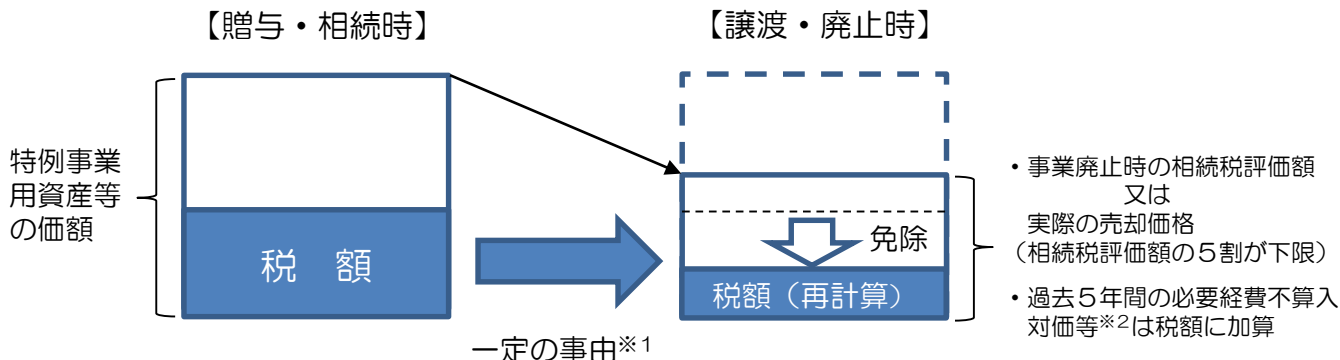 【贈与・相続時】
【譲渡・廃止時】
特例事業
用資産等
の価額
税 額
一定の事由※1
免除
税額（再計算）
・事業廃止時の相続税評価額
又は
実際の売却価格
（相続税評価額の５割が下限）
・過去５年間の必要経費不算入
対価等※2は税額に加算